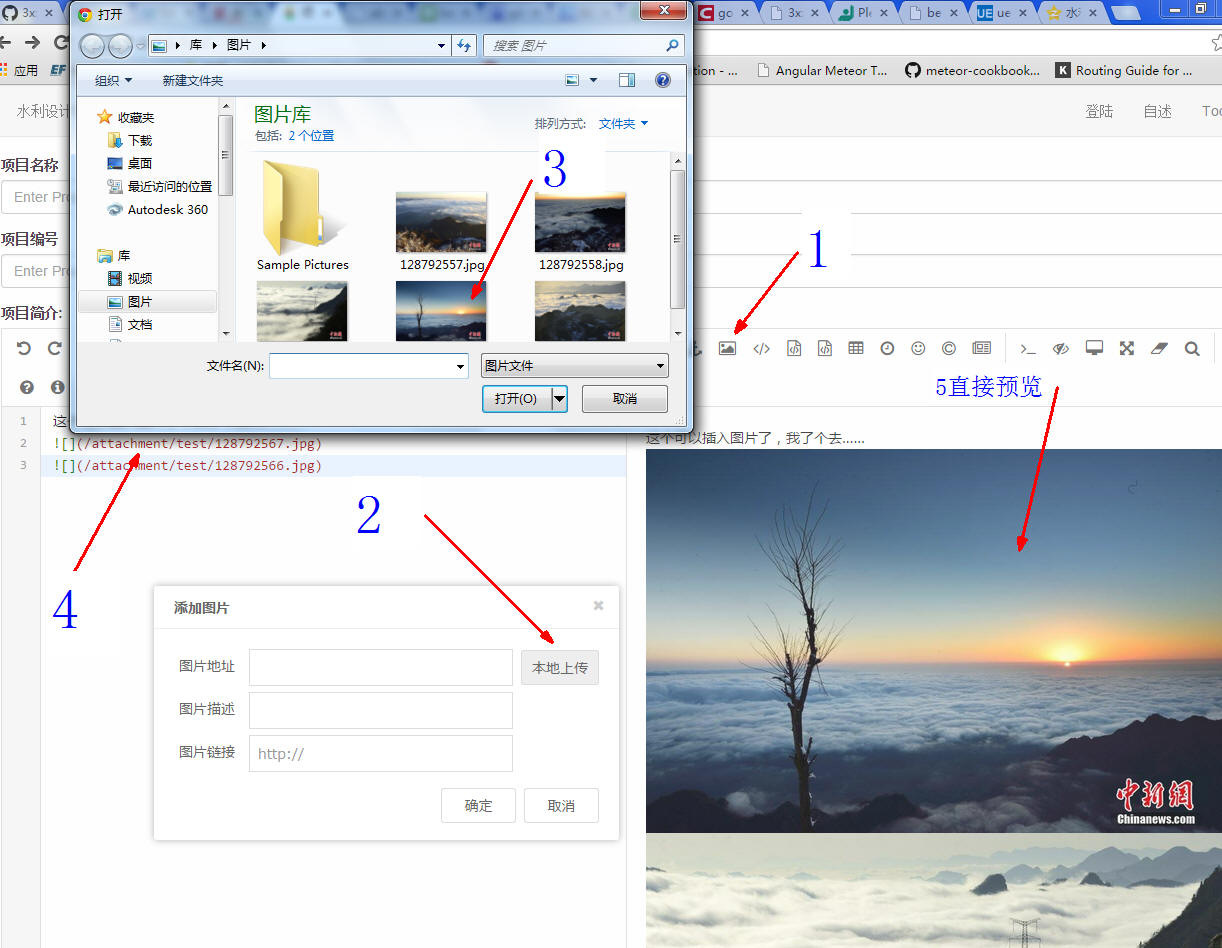 3x
打开
gc
3x
Ple
be
ue
水
库
图片
搜索 图片
应用
EF
tion - ...
Angular Meteor T...
meteor-cookbook...
Routing Guide for ...
组织
新建文件夹
水利设计
登陆
自述
Too
收藏夹
下载
桌面
最近访问的位置
Autodesk 360
库
视频
图片
文档
图片库
包括: 2 个位置
排列方式: 文件夹
3
Sample Pictures
128792557.jpg
128792558.jpg
项目名称
Enter Pro
项目编号
Enter Pro
项目简介:
1
文件名(N):
图片文件
打开(O)
取消
5直接预览
1
2
![](/attachment/test/128792567.jpg)
3
![](/attachment/test/128792566.jpg)
这个可以插入图片了，我了个去......
2
4
添加图片
图片地址
本地上传
图片描述
图片链接
http://
确定
取消
中新網
Chinanews.com